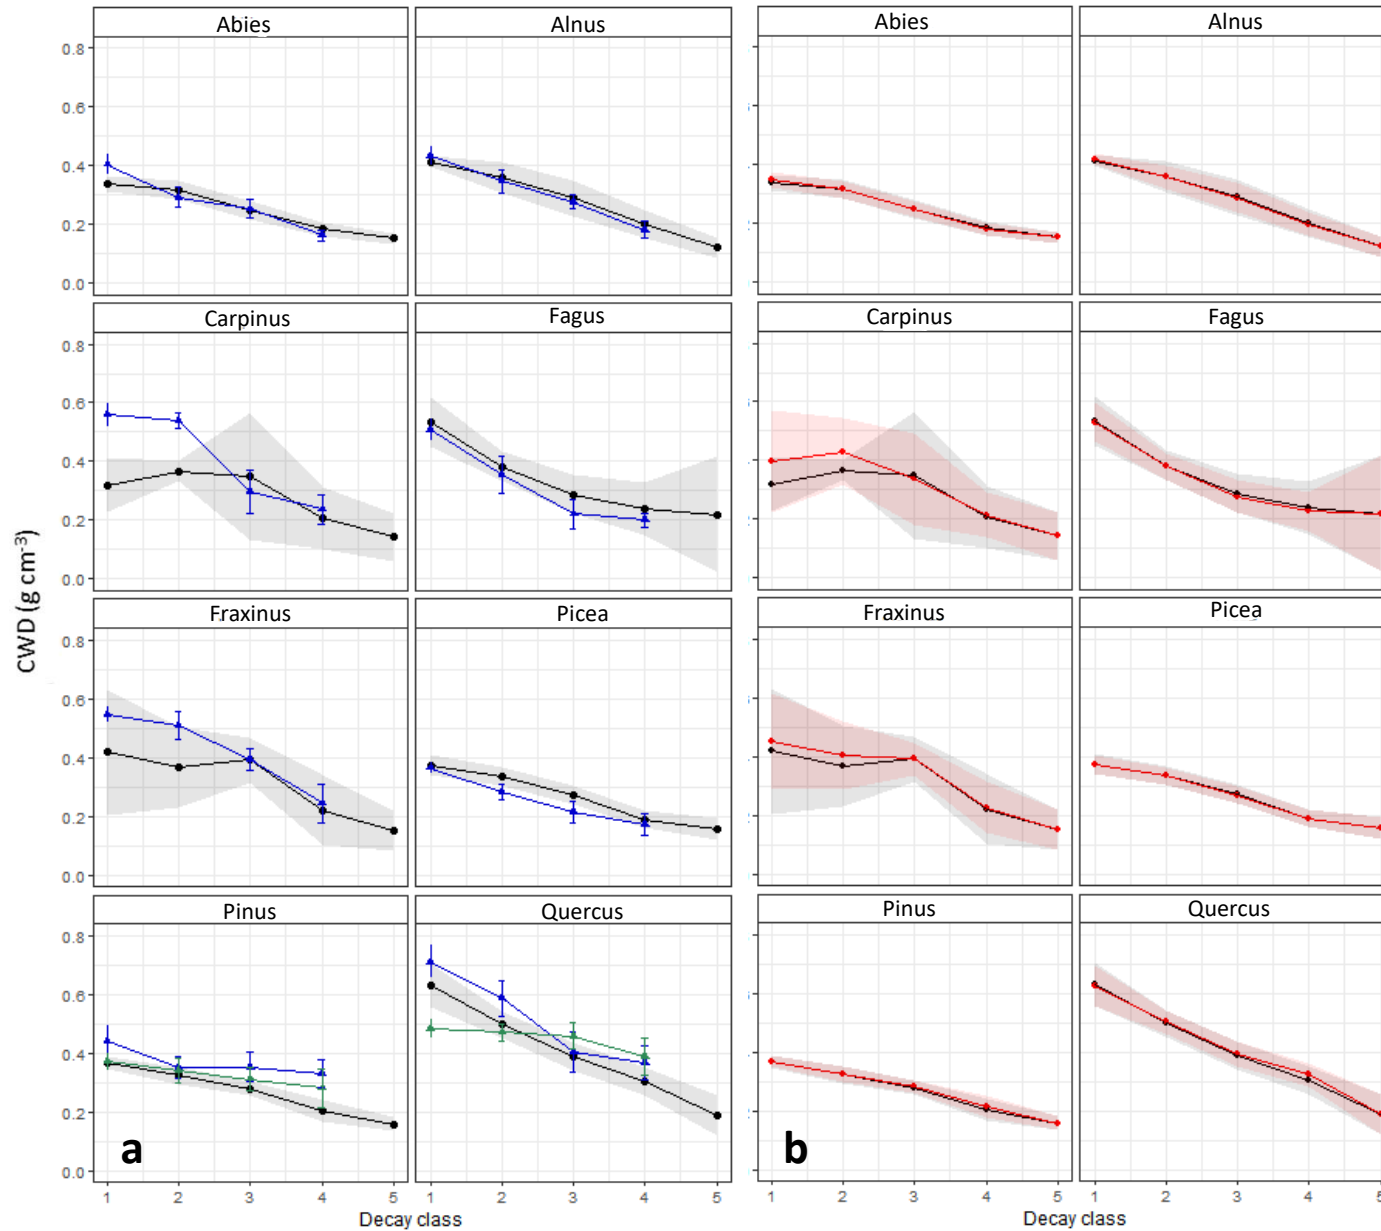 Abies Alnus Abies Alnus
0.8
0.6
0.4
0.2
0.0
Carpinus Fagus Carpinus Fagus
0.8
0.6
0.4
0.2
0.0
CWD (g cm-3)
Fraxinus Picea Fraxinus Picea
0.8
0.6
0.4
0.2
0.0
Pinus Quercus Pinus Quercus
0.8
0.6
0.4
0.2
0.0
a b
1 2 3 4 5 1 2 3 4 5 1 2 3 4 5 1 2 3 4 5
Decay class Decay class